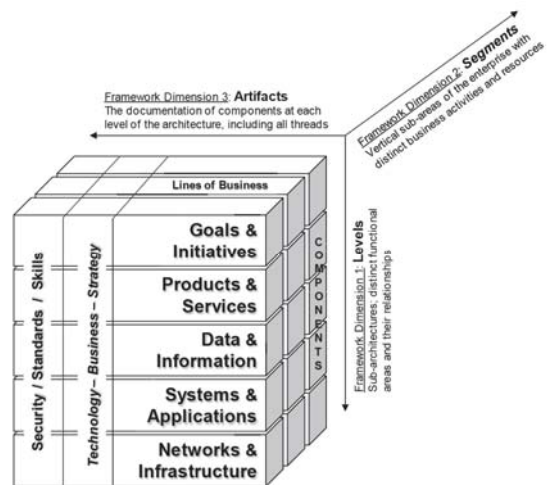 Framework Dimension 3: Artifacts
The documentation of components at each
level of the architecture, including all threads
Framework Dimension 2: Segments
Vertical sub-areas of the enterprise with
distinct business activities and resources
Lines of Business
Security / Standards / Skills
Technology – Business – Strategy
Goals &
Initiatives
Products &
Services
Data &
Information
Systems &
Applications
Networks &
Infrastructure
COMPONENTS
Framework Dimension 1: Levels
Sub-architectures; distinct functional
areas and their relationships